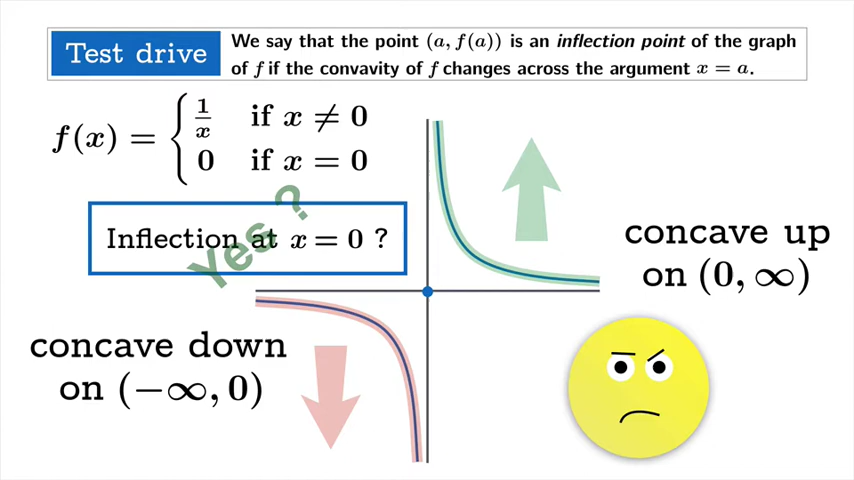 Test drive
We say that the point (a, f(a)) is an inflection point of the graph
of f if the convavity of f changes across the argument x = a.
f(x) = { 1/x if x ≠ 0
0 if x = 0
Yes ?
Inflection at x = 0 ?
concave up
on (0, ∞)
concave down
on (−∞, 0)